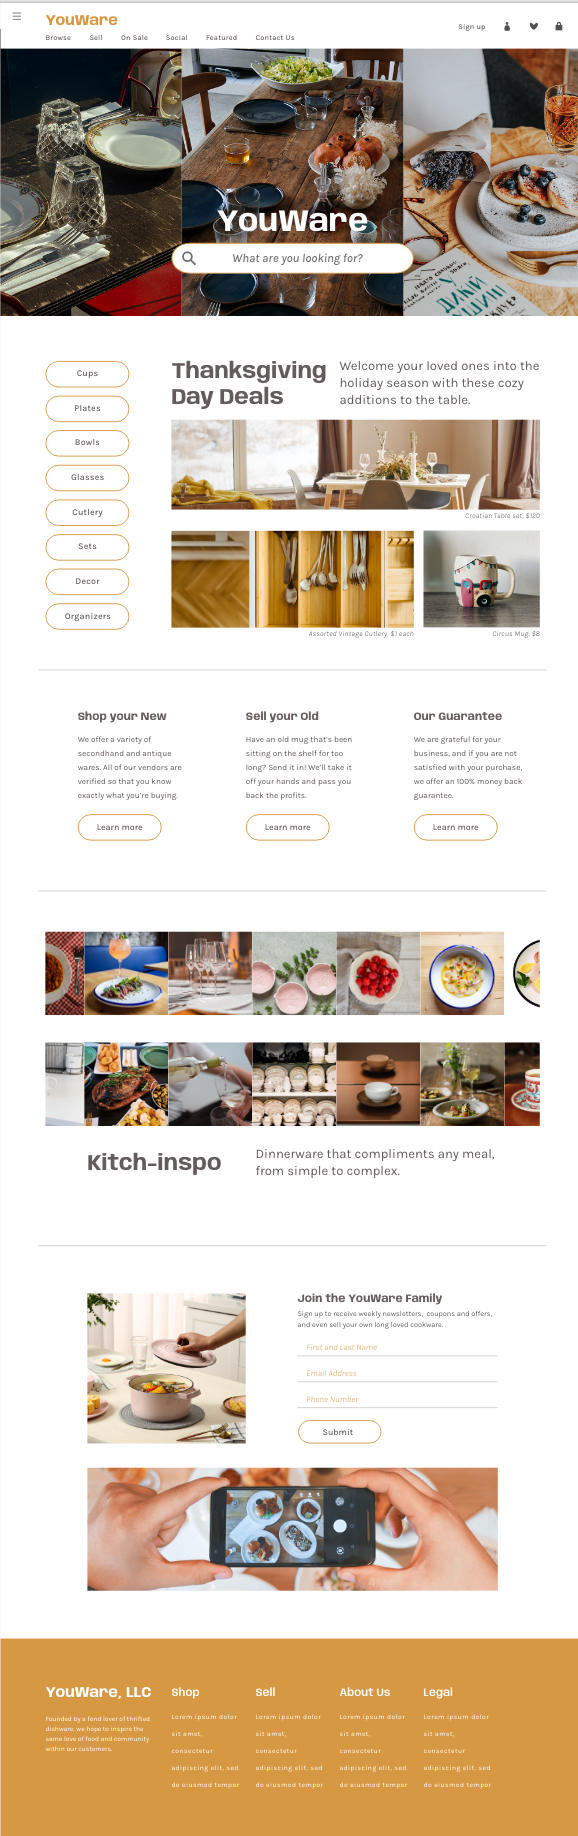 YouWare
Browse Sell On Sale Social Featured Contact Us
Sign up
YouWare
What are you looking for?
Cups
Plates
Bowls
Glasses
Cutlery
Sets
Decor
Organizers
Thanksgiving
Day Deals
Welcome your loved ones into the
holiday season with these cozy
additions to the table.
Croatian Table set, $120
Assorted Vintage Cutlery, $1 each
Circus Mug, $8
Shop your New
We offer a variety of
secondhand and antique
wares. All of our vendors are
verified so that you know
exactly what you're buying.
Learn more
Sell your Old
Have an old mug that's been
sitting on the shelf for too
long? Send it in! We'll take it
off your hands and pass you
back the profits.
Learn more
Our Guarantee
We are grateful for your
business, and if you are not
satisfied with your purchase,
we offer an 100% money back
guarantee.
Learn more
Kitch-inspo
Dinnerware that compliments any meal,
from simple to complex.
Join the YouWare Family
Sign up to receive weekly newsletters, coupons and offers,
and even sell your own long loved cookware.
First and Last Name
Email Address
Phone Number
Submit
YouWare, LLC
Founded by a fond lover of thrifted
dishware, we hope to inspire the
same love of food and community
within our customers.
Shop
Lorem ipsum dolor
sit amet,
consectetur
adipiscing elit, sed
do eiusmod tempor
Sell
Lorem ipsum dolor
sit amet,
consectetur
adipiscing elit, sed
do eiusmod tempor
About Us
Lorem ipsum dolor
sit amet,
consectetur
adipiscing elit, sed
do eiusmod tempor
Legal
Lorem ipsum dolor
sit amet,
consectetur
adipiscing elit, sed
do eiusmod tempor